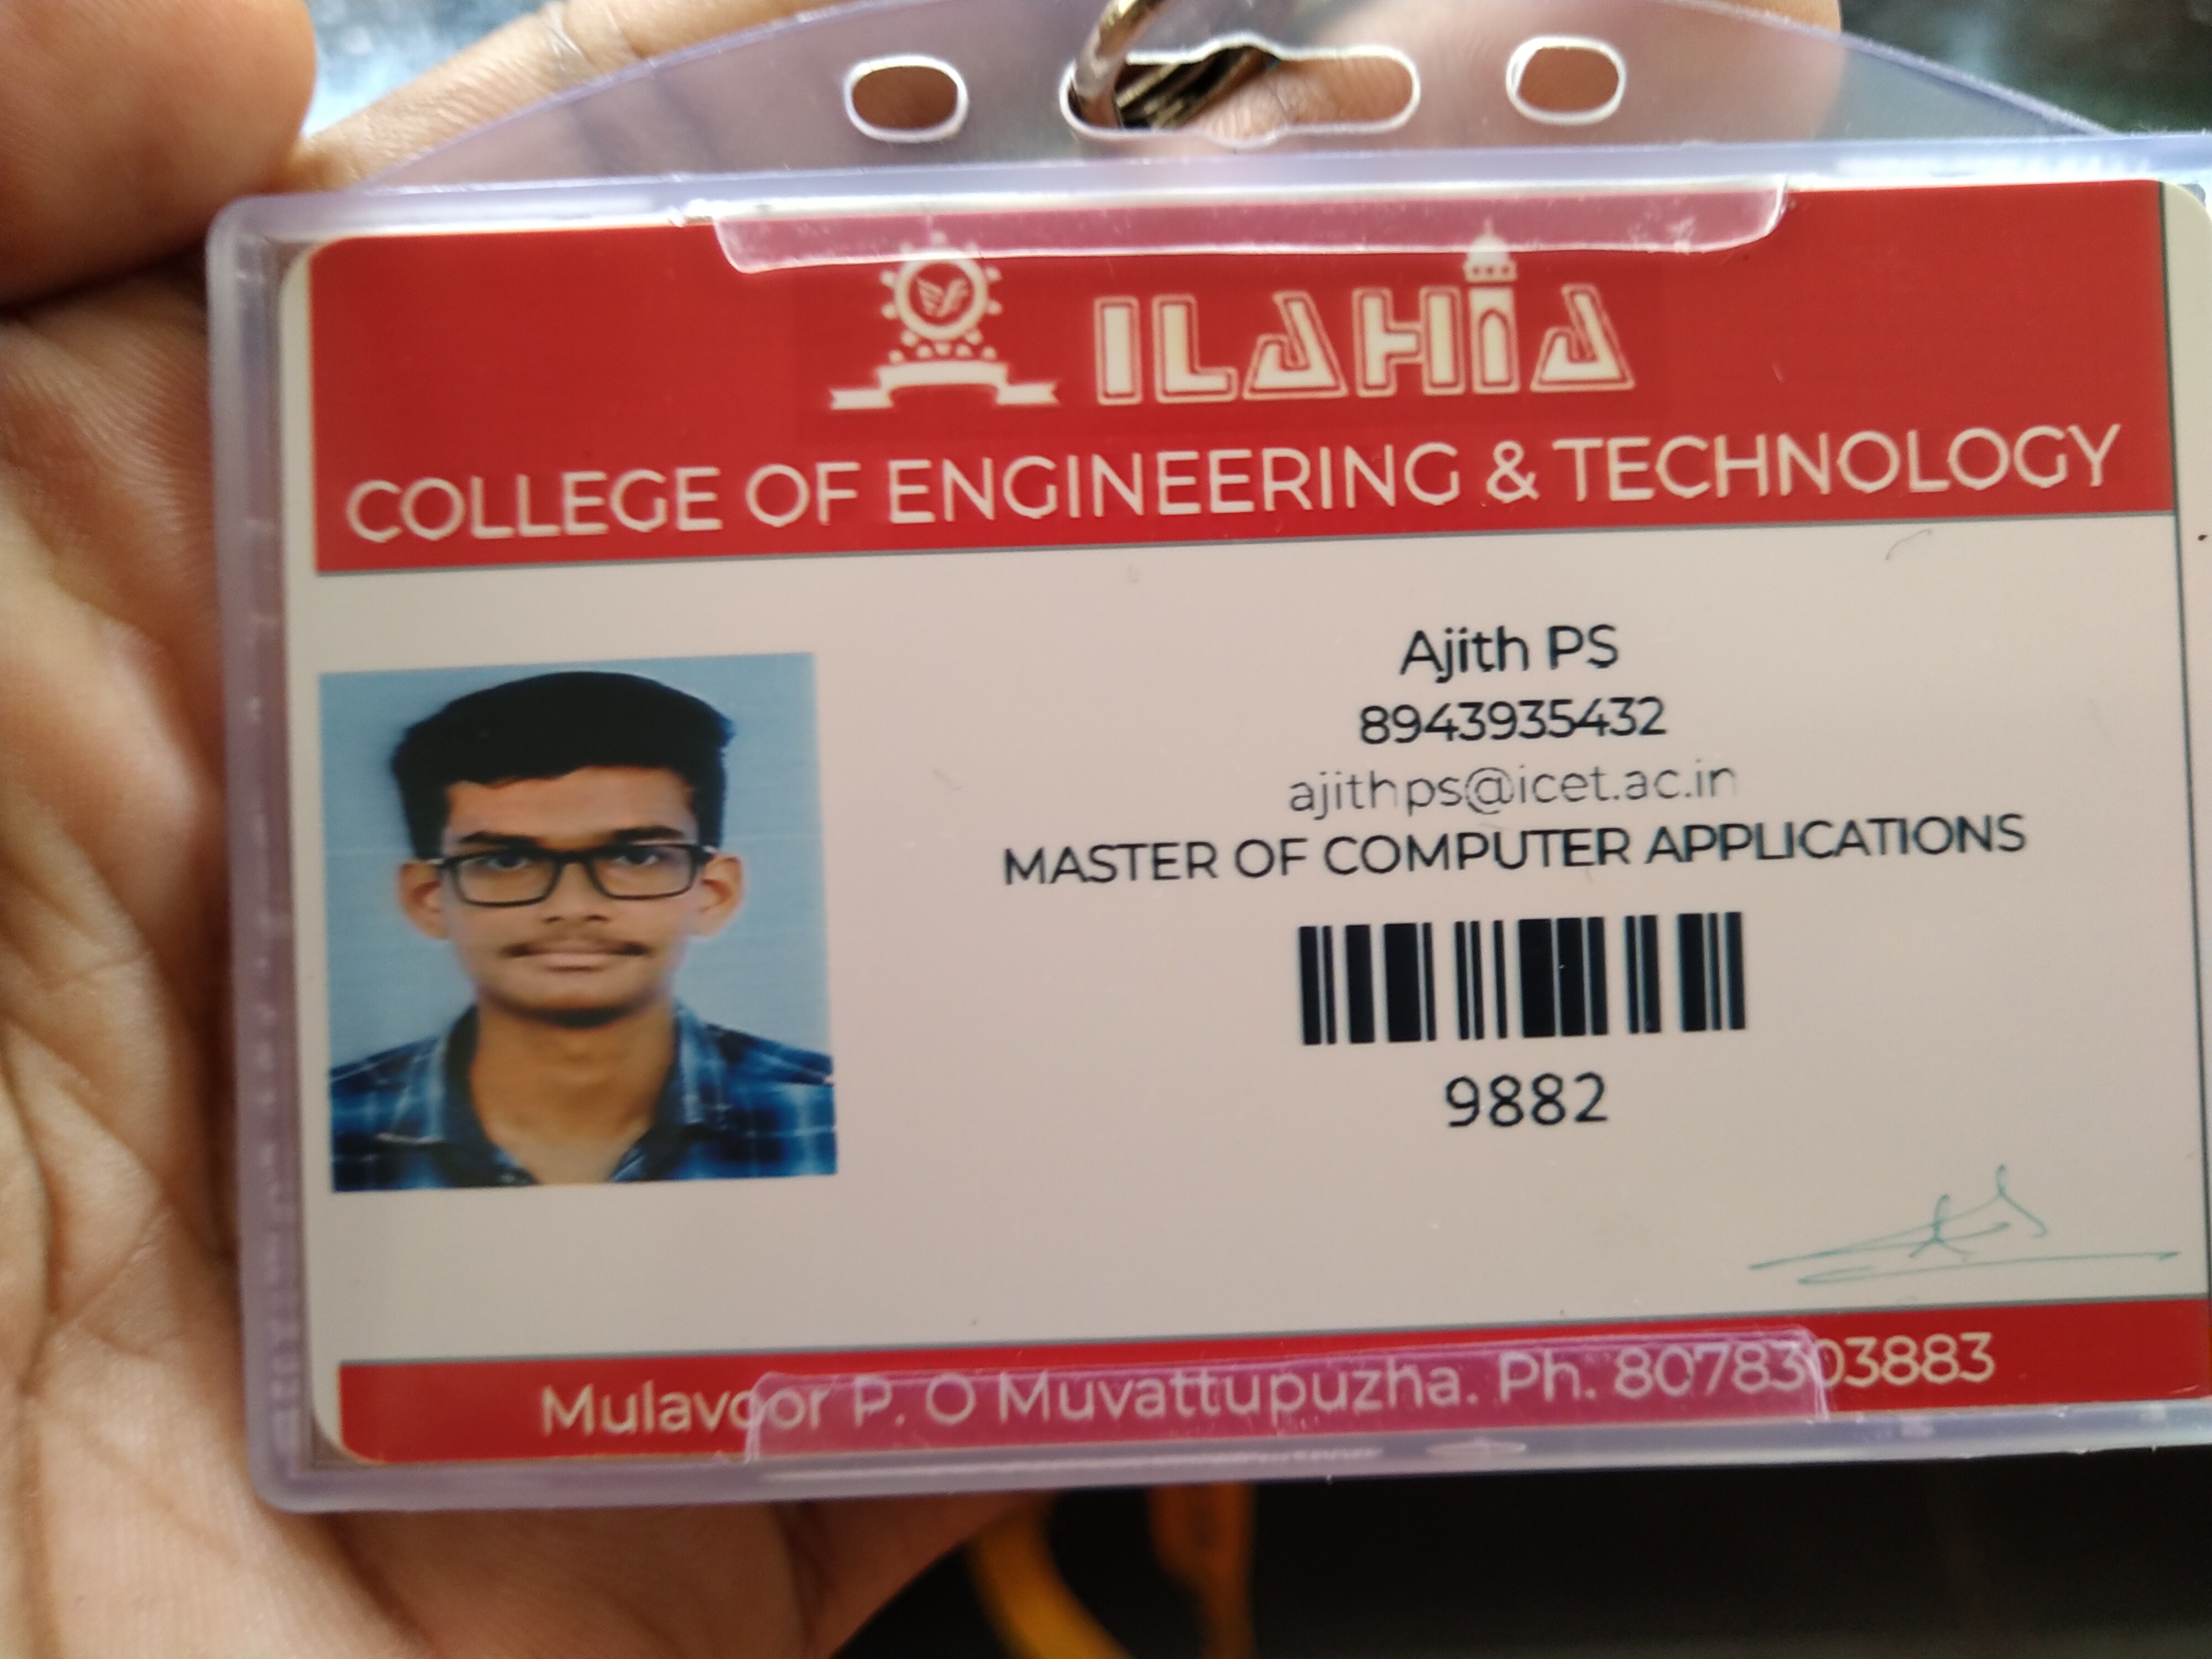 ILAHIA
COLLEGE OF ENGINEERING & TECHNOLOGY
Ajith PS
8943935432
ajithps@icet.ac.in
MASTER OF COMPUTER APPLICATIONS
9882
Mulavoor P. O Muvattupuzha. Ph. 8078303883